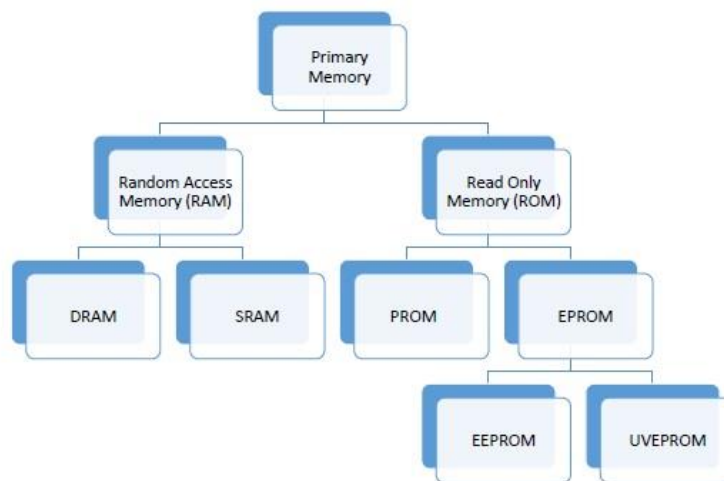 Primary
Memory
Random Access
Memory (RAM)
Read Only
Memory (ROM)
DRAM
SRAM
PROM
EPROM
EEPROM
UVEPROM